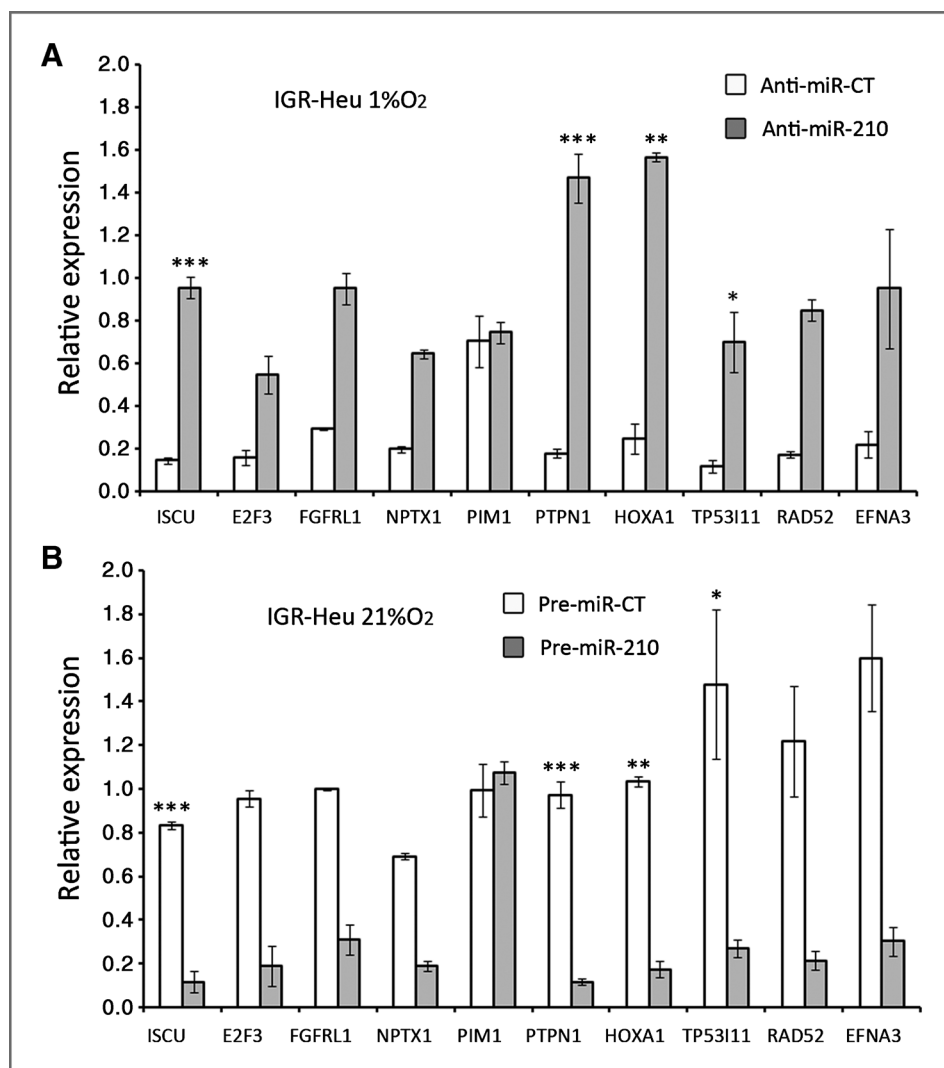 A
IGR-Heu 1%O2
Anti-miR-CT
Anti-miR-210
Relative expression
2.0
1.8
1.6
1.4
1.2
1.0
0.8
0.6
0.4
0.2
0.0
***
***
**
*
ISCU E2F3 FGFRL1 NPTX1 PIM1 PTPN1 HOXA1 TP53I11 RAD52 EFNA3
B
IGR-Heu 21%O2
Pre-miR-CT
Pre-miR-210
Relative expression
2.0
1.8
1.6
1.4
1.2
1.0
0.8
0.6
0.4
0.2
0.0
***
***
**
*
ISCU E2F3 FGFRL1 NPTX1 PIM1 PTPN1 HOXA1 TP53I11 RAD52 EFNA3